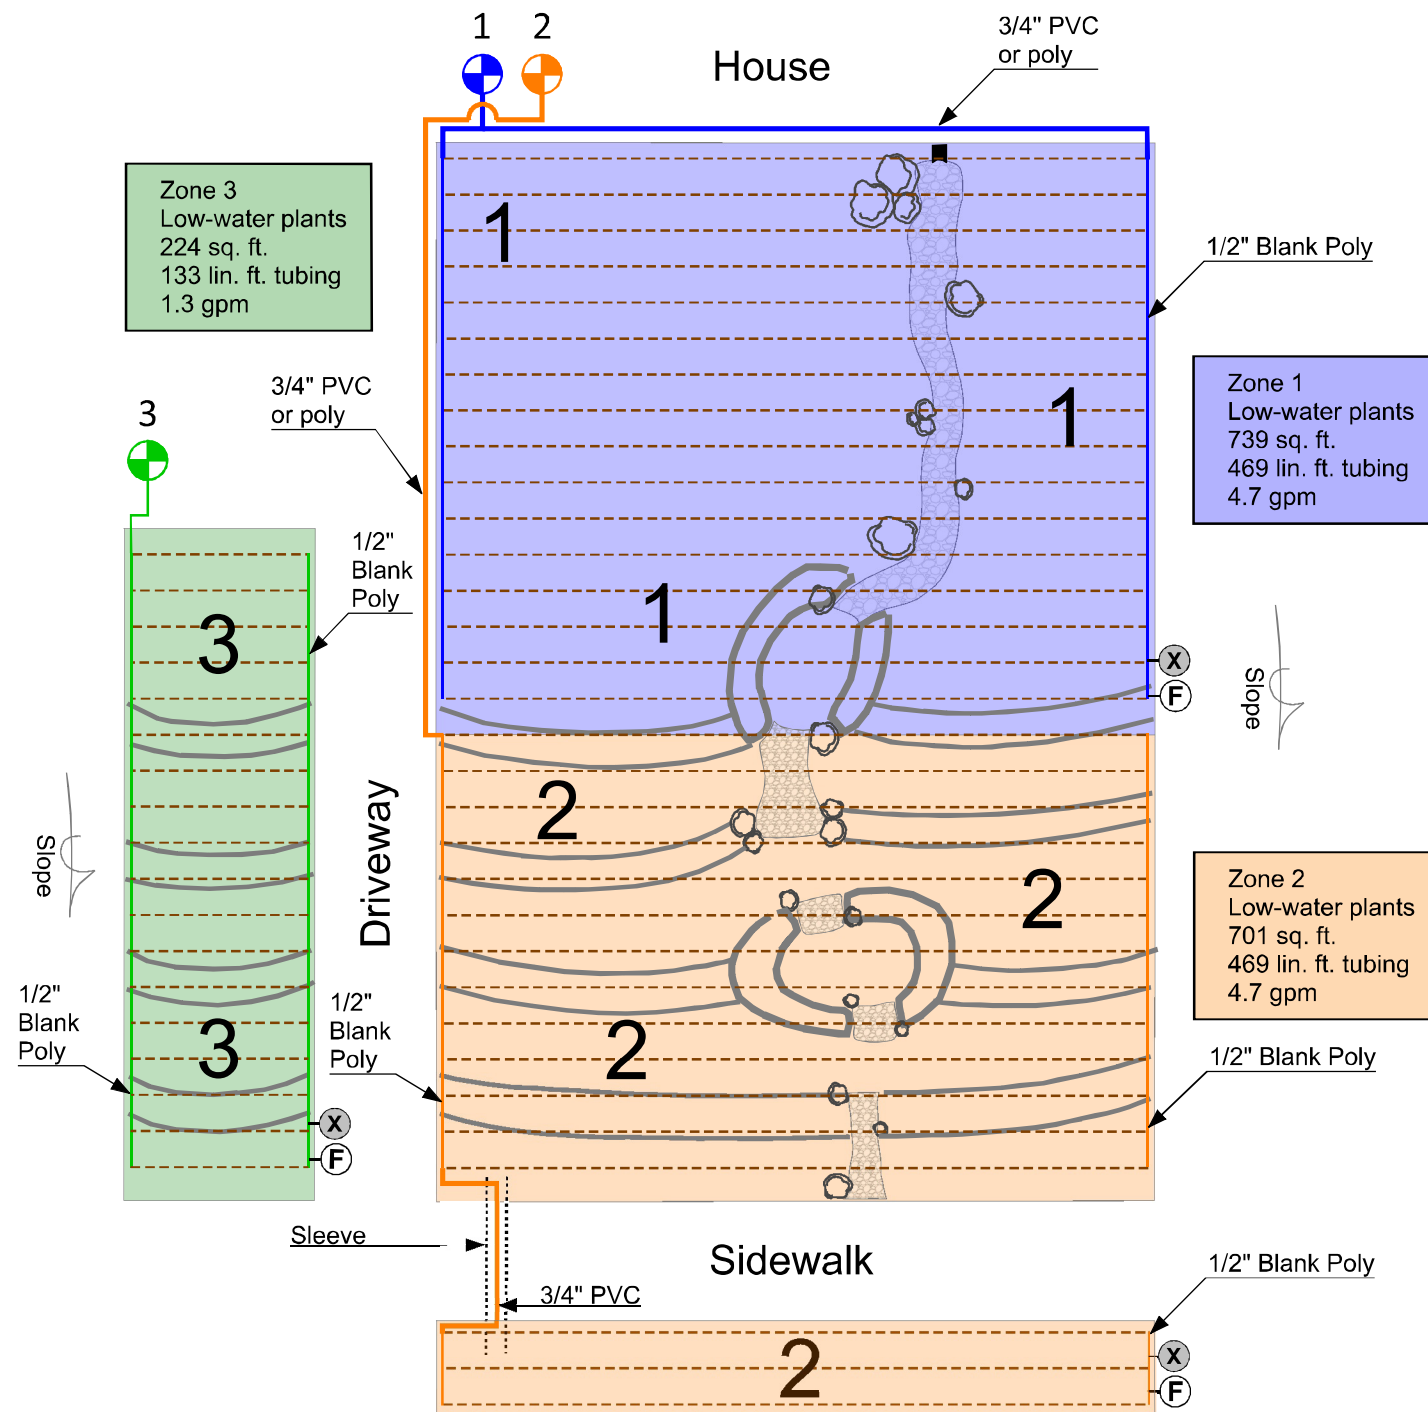 1
2
House
3/4" PVC
or poly
Zone 3
Low-water plants
224 sq. ft.
133 lin. ft. tubing
1.3 gpm
1
1/2" Blank Poly
3/4" PVC
or poly
Zone 1
Low-water plants
739 sq. ft.
469 lin. ft. tubing
4.7 gpm
3
1
1/2"
Blank
Poly
3
1
X
F
Slope
Driveway
2
Slope
2
Zone 2
Low-water plants
701 sq. ft.
469 lin. ft. tubing
4.7 gpm
1/2"
Blank
Poly
3
1/2"
Blank
Poly
2
1/2" Blank Poly
X
F
Sleeve
Sidewalk
3/4" PVC
1/2" Blank Poly
2
X
F